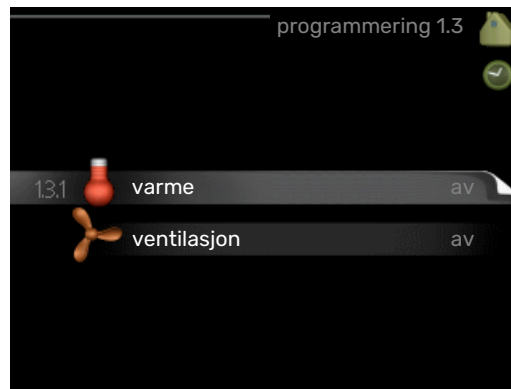 programmering 1.3
1.3.1 varme av
ventilasjon av